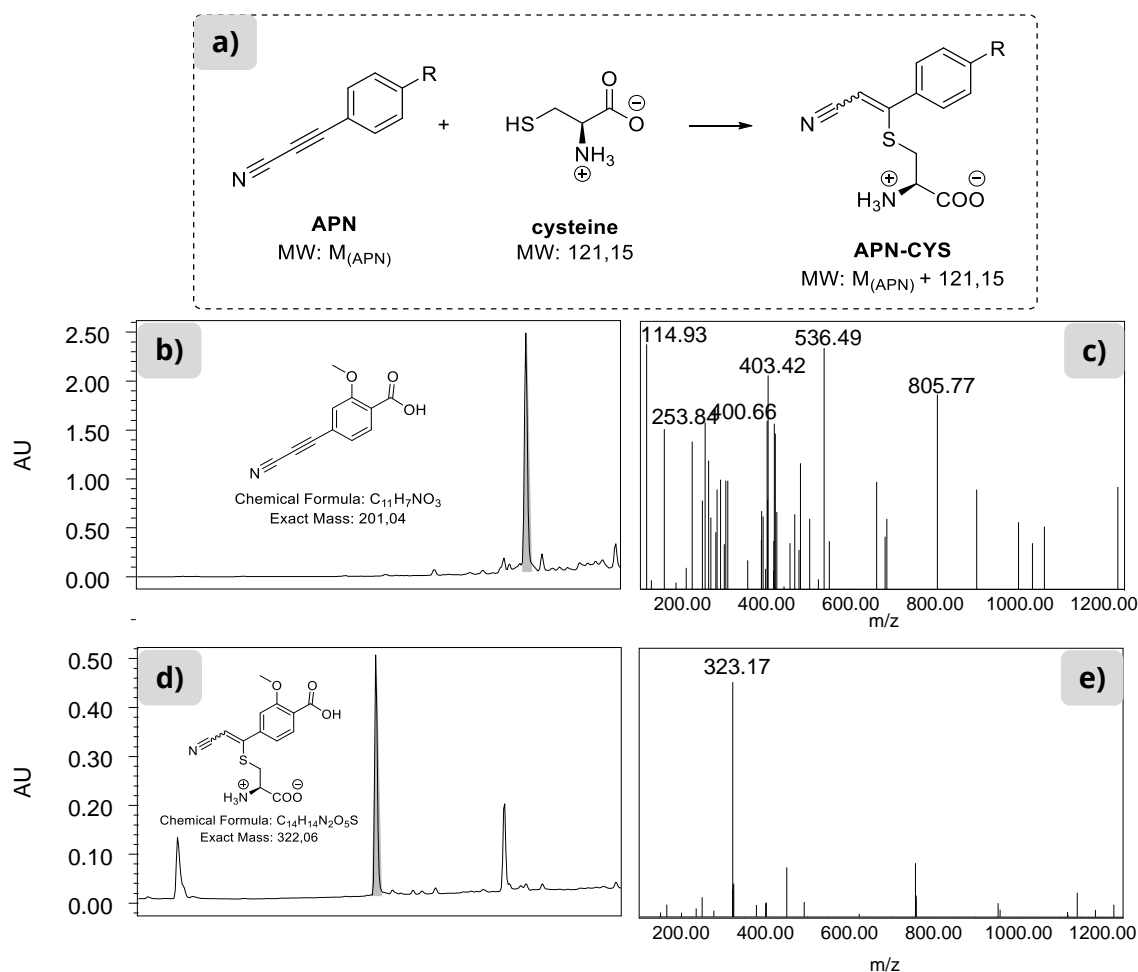 a)
R
N
+
HS
O
O
⊖
NH3
⊕
R
N
S
⊕
H3N
COO
⊖
APN
MW: M(APN)
cysteine
MW: 121,15
APN-CYS
MW: M(APN) + 121,15
b)
AU
2.50
2.00
1.50
1.00
0.50
0.00
O
O
OH
N
Chemical Formula: C11H7NO3
Exact Mass: 201,04
c)
114.93
536.49
403.42
805.77
253.84
400.66
200.00 400.00 600.00 800.00 1000.00 1200.00
m/z
d)
AU
0.50
0.40
0.30
0.20
0.10
0.00
O
O
OH
N
S
⊕
H3N
COO
⊖
Chemical Formula: C14H14N2O5S
Exact Mass: 322,06
e)
323.17
200.00 400.00 600.00 800.00 1000.00 1200.00
m/z